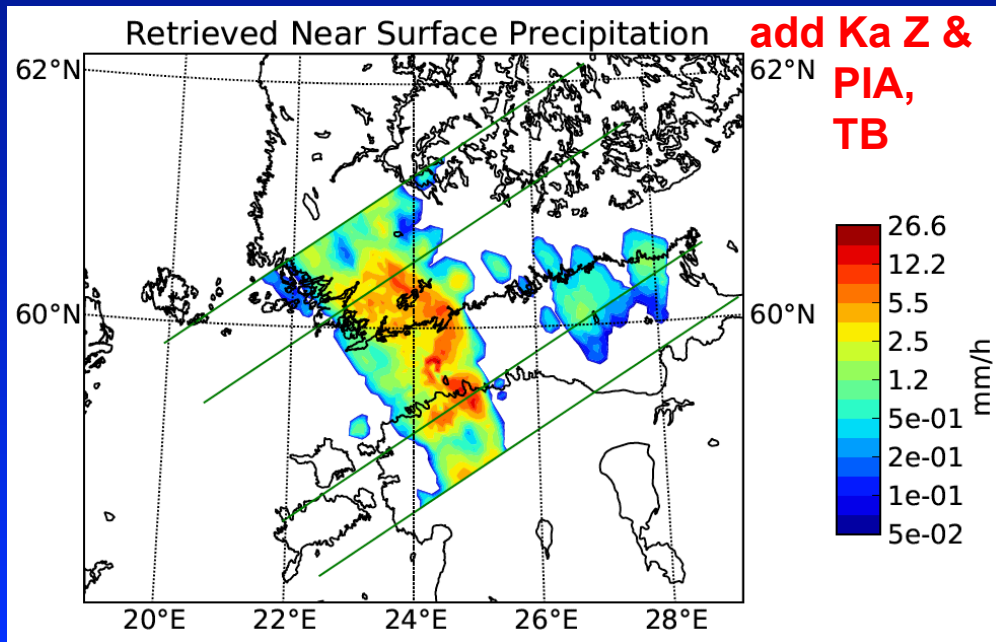 Retrieved Near Surface Precipitation
add Ka Z &
PIA,
TB
62°N
62°N
60°N
60°N
20°E
22°E
24°E
26°E
28°E
26.6
12.2
5.5
2.5
1.2
5e-01
2e-01
1e-01
5e-02
mm/h